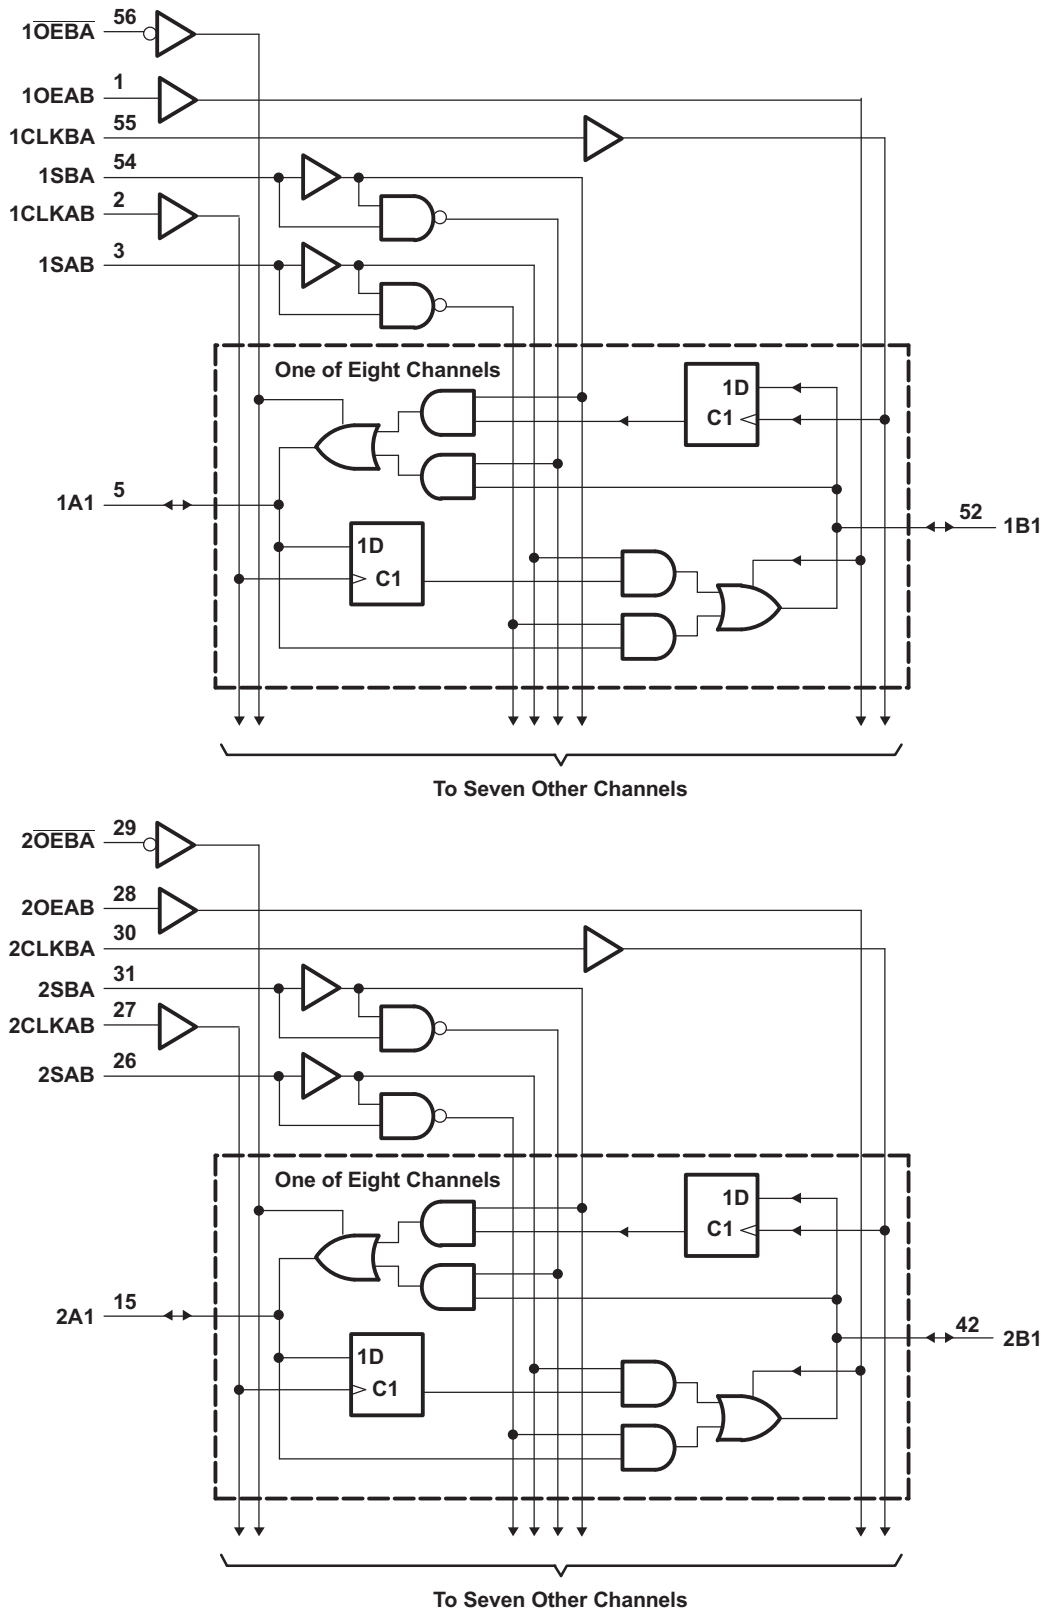 56
1O̅E̅B̅A̅
1
1OEAB
55
1CLKBA
54
1SBA
2
1CLKAB
3
1SAB
One of Eight Channels
1D
C1
5
1A1
52
1B1
1D
C1
To Seven Other Channels
29
2O̅E̅B̅A̅
28
2OEAB
30
2CLKBA
31
2SBA
27
2CLKAB
26
2SAB
One of Eight Channels
1D
C1
15
2A1
42
2B1
1D
C1
To Seven Other Channels